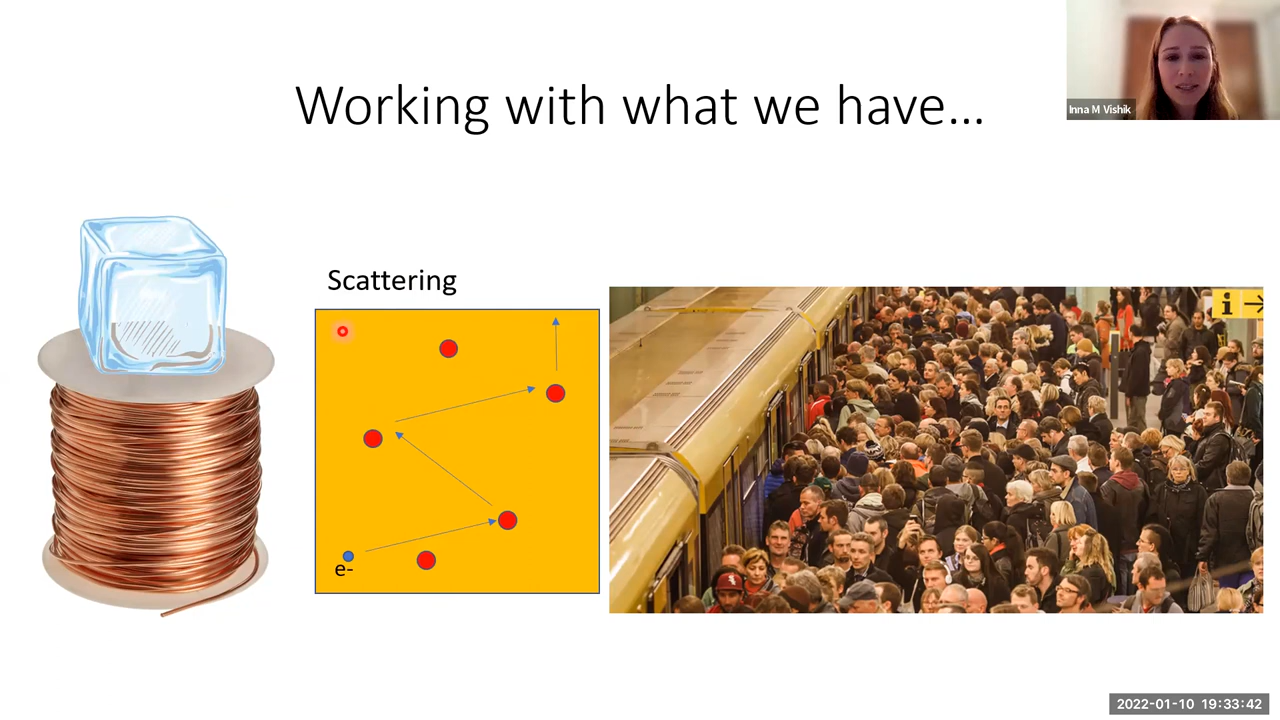 Working with what we have...
Inna M Vishik
Scattering
e-
i →
2022-01-10 19:33:42